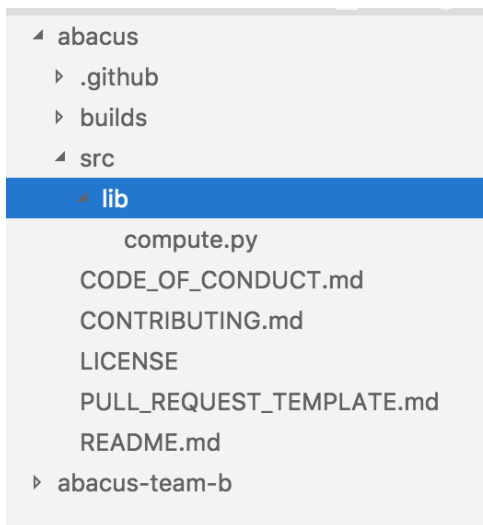 abacus
.github
builds
src
lib
compute.py
CODE_OF_CONDUCT.md
CONTRIBUTING.md
LICENSE
PULL_REQUEST_TEMPLATE.md
README.md
abacus-team-b